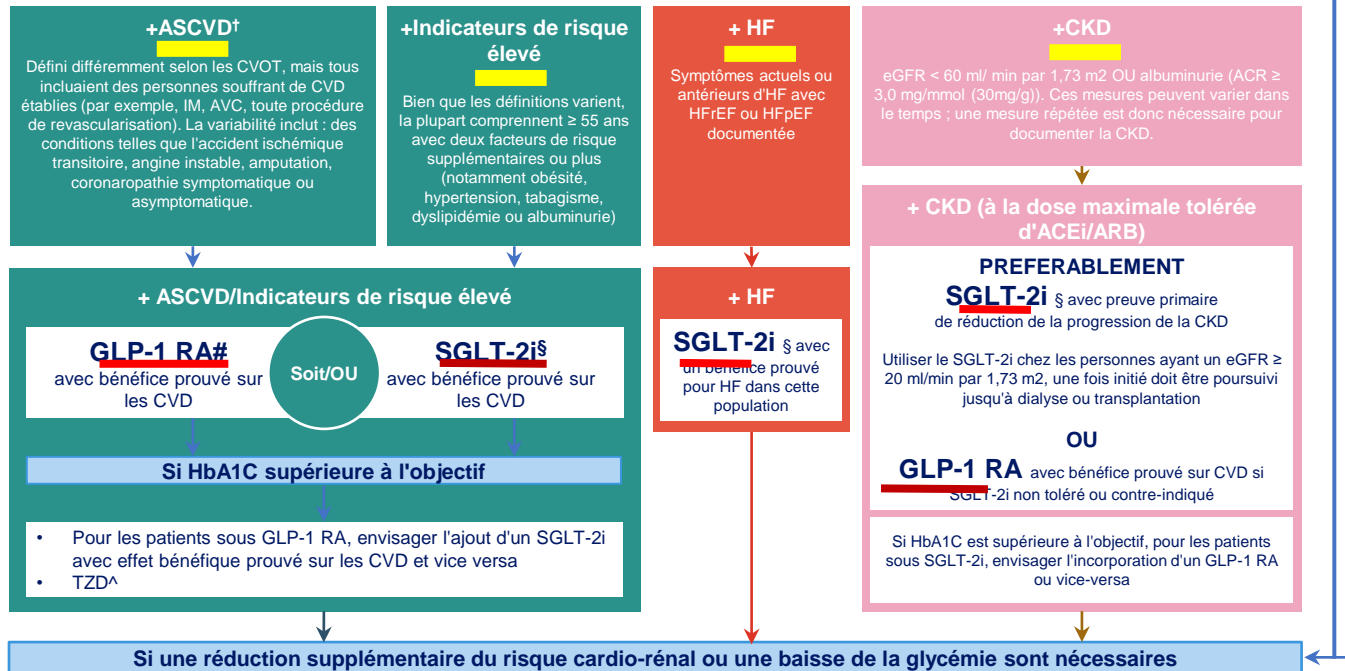 +ASCVD†
Défini différemment selon les CVOT, mais tous
incluaient des personnes souffrant de CVD
établies (par exemple, IM, AVC, toute procédure
de revascularisation). La variabilité inclut : des
conditions telles que l'accident ischémique
transitoire, angine instable, amputation,
coronaropathie symptomatique ou
asymptomatique.
+Indicateurs de risque
élevé
Bien que les définitions varient,
la plupart comprennent ≥ 55 ans
avec deux facteurs de risque
supplémentaires ou plus
(notamment obésité,
hypertension, tabagisme,
dyslipidémie ou albuminurie)
+ HF
Symptômes actuels ou
antérieurs d'HF avec
HFrEF ou HFpEF
documentée
+CKD
eGFR < 60 ml/ min par 1,73 m2 OU albuminurie (ACR ≥
3,0 mg/mmol (30mg/g)). Ces mesures peuvent varier dans
le temps ; une mesure répétée est donc nécessaire pour
documenter la CKD.
+ ASCVD/Indicateurs de risque élevé
GLP-1 RA#
avec bénéfice prouvé sur
les CVD
Soit/OU
SGLT-2i§
avec bénéfice prouvé sur
les CVD
Si HbA1C supérieure à l'objectif
• Pour les patients sous GLP-1 RA, envisager l'ajout d'un SGLT-2i
avec effet bénéfique prouvé sur les CVD et vice versa
• TZD^
+ HF
SGLT-2i § avec
un bénéfice prouvé
pour HF dans cette
population
+ CKD (à la dose maximale tolérée
d'ACEi/ARB)
PREFERABLEMENT
SGLT-2i § avec preuve primaire
de réduction de la progression de la CKD
Utiliser le SGLT-2i chez les personnes ayant un eGFR ≥
20 ml/min par 1,73 m2, une fois initié doit être poursuivi
jusqu'à dialyse ou transplantation
OU
GLP-1 RA avec bénéfice prouvé sur CVD si
SGLT-2i non toléré ou contre-indiqué
Si HbA1C est supérieure à l'objectif, pour les patients
sous SGLT-2i, envisager l'incorporation d'un GLP-1 RA
ou vice-versa
Si une réduction supplémentaire du risque cardio-rénal ou une baisse de la glycémie sont nécessaires